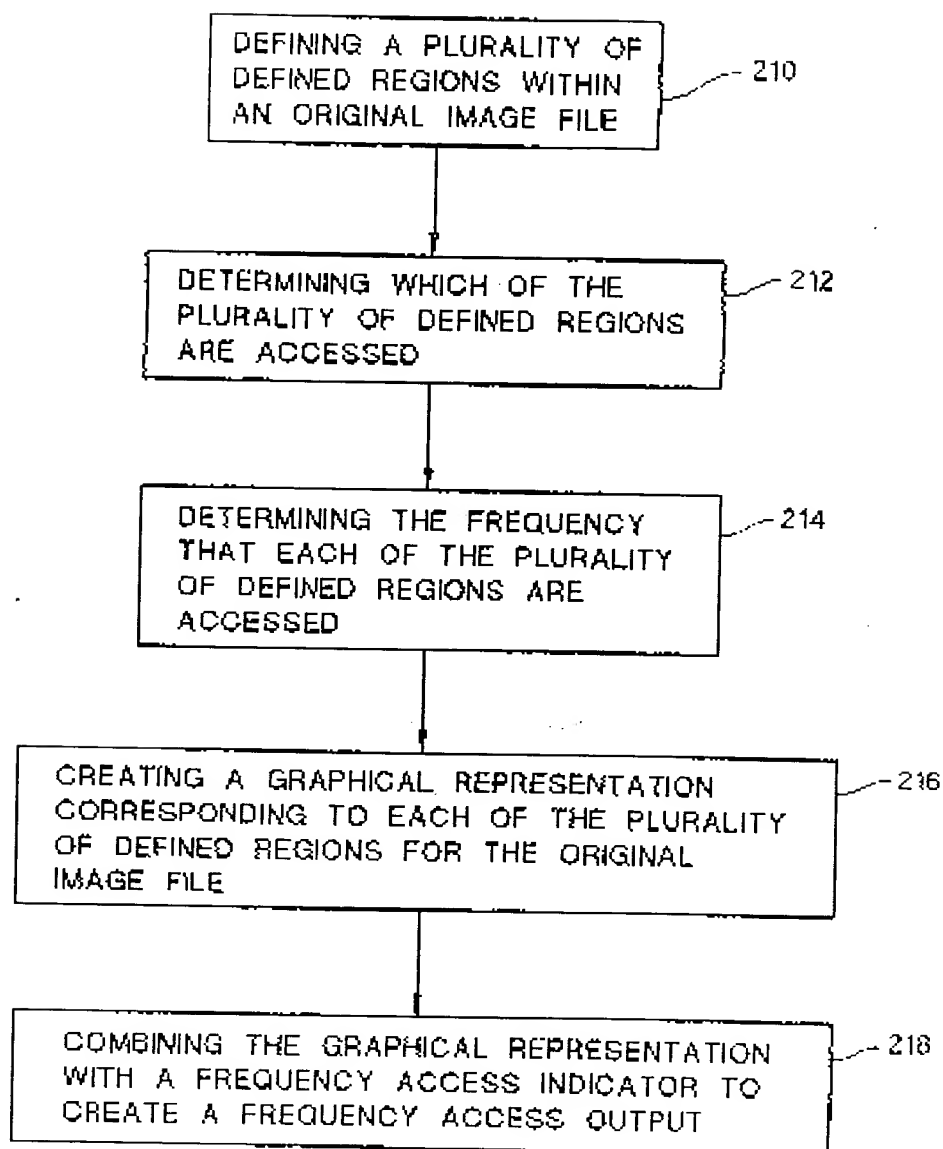 DEFINING A PLURALITY OF
DEFINED REGIONS WITHIN
AN ORIGINAL IMAGE FILE
210
DETERMINING WHICH OF THE
PLURALITY OF DEFINED REGIONS
ARE ACCESSED
212
DETERMINING THE FREQUENCY
THAT EACH OF THE PLURALITY
OF DEFINED REGIONS ARE
ACCESSED
214
CREATING A GRAPHICAL REPRESENTATION
CORRESPONDING TO EACH OF THE PLURALITY
OF DEFINED REGIONS FOR THE ORIGINAL
IMAGE FILE
216
COMBINING THE GRAPHICAL REPRESENTATION
WITH A FREQUENCY ACCESS INDICATOR TO
CREATE A FREQUENCY ACCESS OUTPUT
218